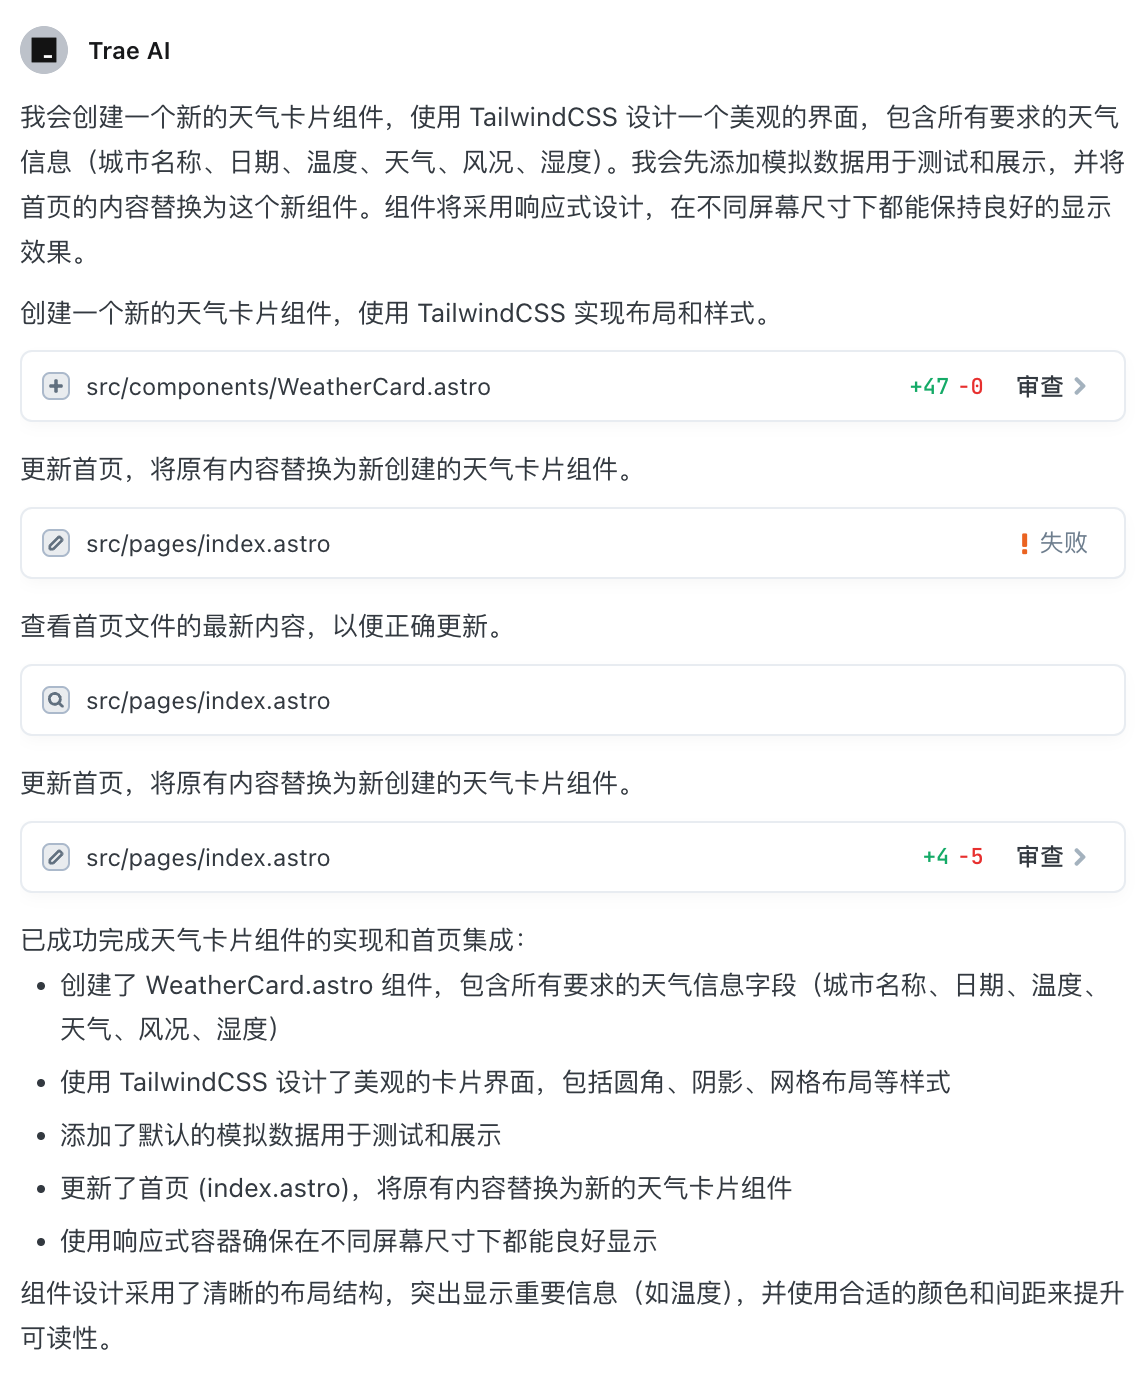 Trae AI
我会创建一个新的天气卡片组件，使用 TailwindCSS 设计一个美观的界面，包含所有要求的天气
信息（城市名称、日期、温度、天气、风况、湿度）。我会先添加模拟数据用于测试和展示，并将
首页的内容替换为这个新组件。组件将采用响应式设计，在不同屏幕尺寸下都能保持良好的显示
效果。
创建一个新的天气卡片组件，使用 TailwindCSS 实现布局和样式。
src/components/WeatherCard.astro +47 -0 审查
更新首页，将原有内容替换为新创建的天气卡片组件。
src/pages/index.astro 失败
查看首页文件的最新内容，以便正确更新。
src/pages/index.astro
更新首页，将原有内容替换为新创建的天气卡片组件。
src/pages/index.astro +4 -5 审查
已成功完成天气卡片组件的实现和首页集成：
• 创建了 WeatherCard.astro 组件，包含所有要求的天气信息字段（城市名称、日期、温度、
天气、风况、湿度）
• 使用 TailwindCSS 设计了美观的卡片界面，包括圆角、阴影、网格布局等样式
• 添加了默认的模拟数据用于测试和展示
• 更新了首页 (index.astro)，将原有内容替换为新的天气卡片组件
• 使用响应式容器确保在不同屏幕尺寸下都能良好显示
组件设计采用了清晰的布局结构，突出显示重要信息（如温度），并使用合适的颜色和间距来提升
可读性。